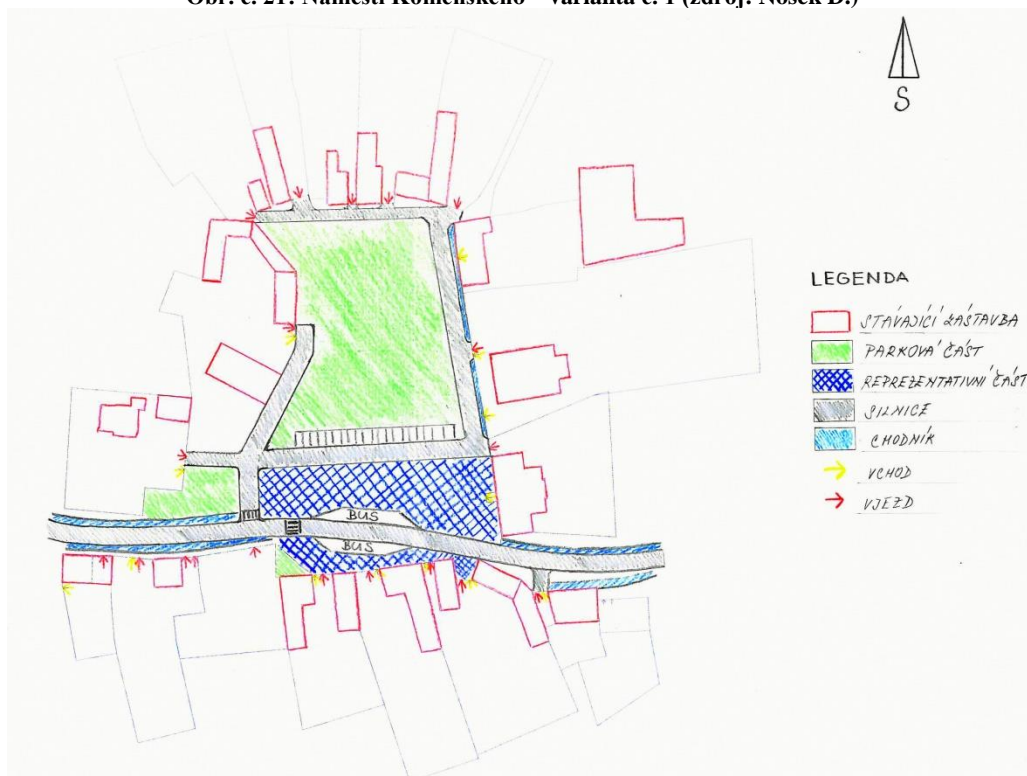 Obr. č. 21: Náměstí Komenského – varianta č. 1 (zdroj: Nosek D.)
S
LEGENDA
STÁVAJÍCÍ ZÁSTAVBA
PARKOVÁ ČÁST
REPREZENTATIVNÍ ČÁST
SILNICE
CHODNÍK
VCHOD
VJEZD
BUS
BUS